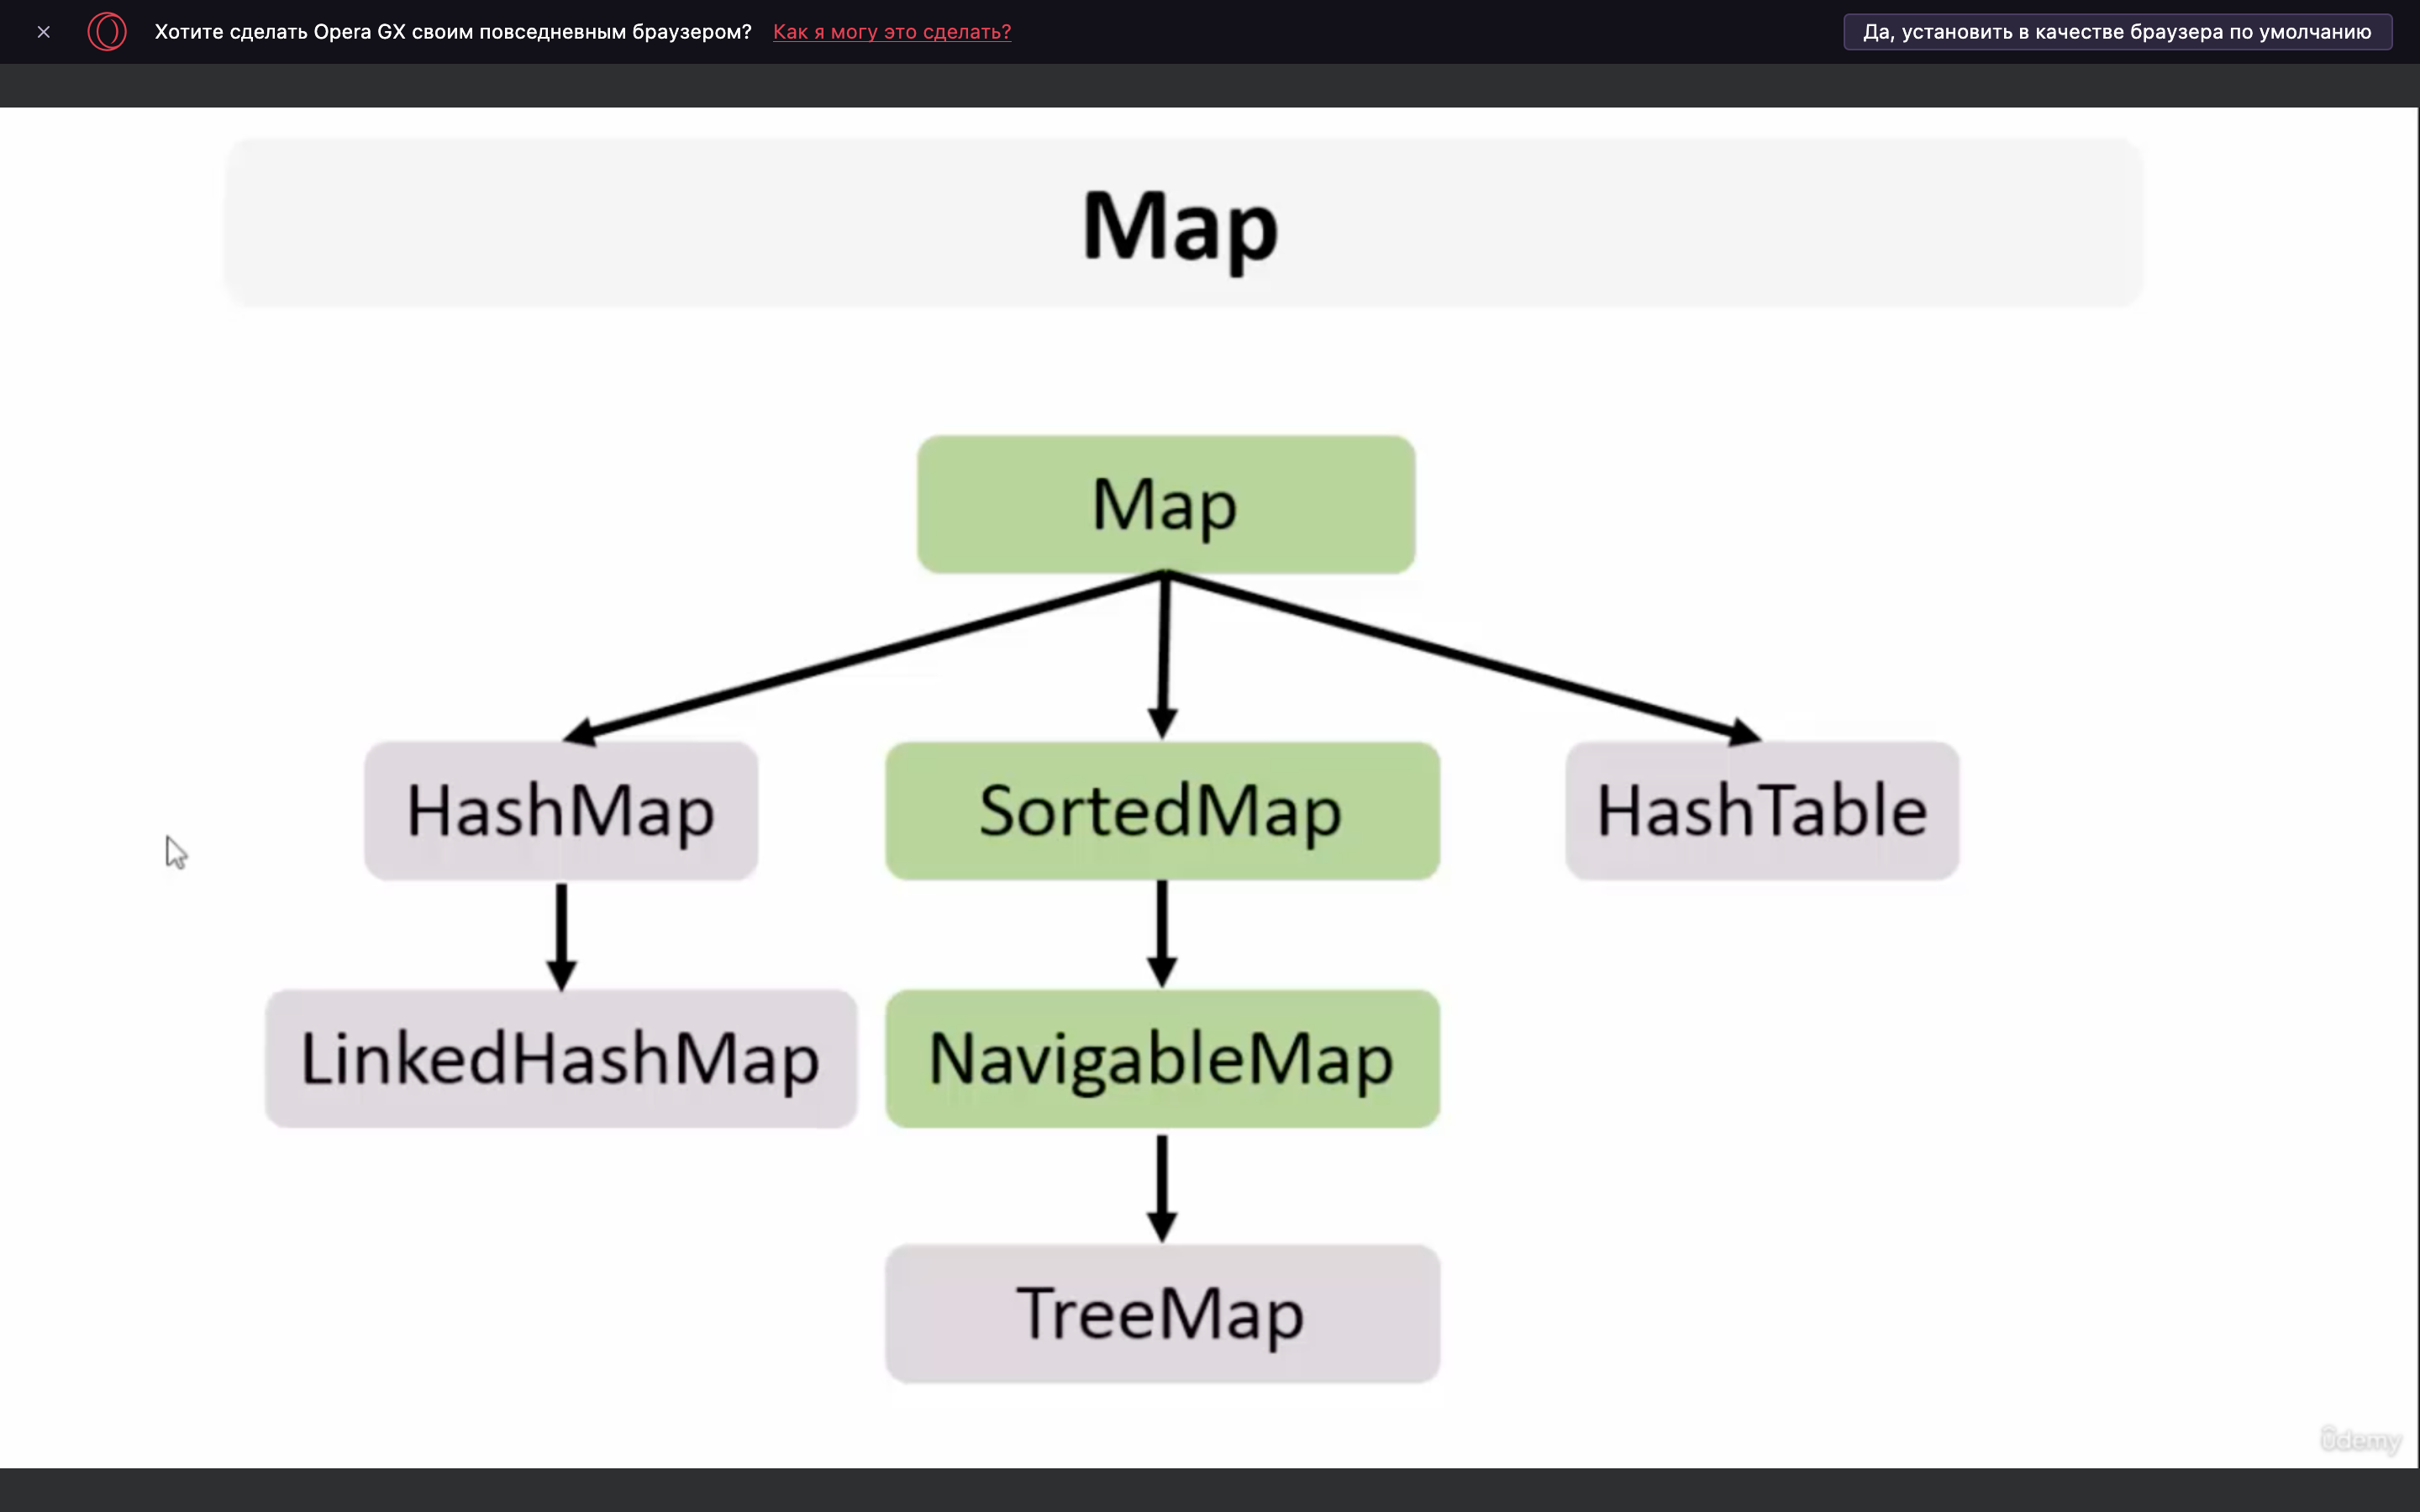 Хотите сделать Opera GX своим повседневным браузером? Как я могу это сделать? Да, установить в качестве браузера по умолчанию
Map
Map
HashMap SortedMap HashTable
LinkedHashMap NavigableMap
TreeMap
ûdemy